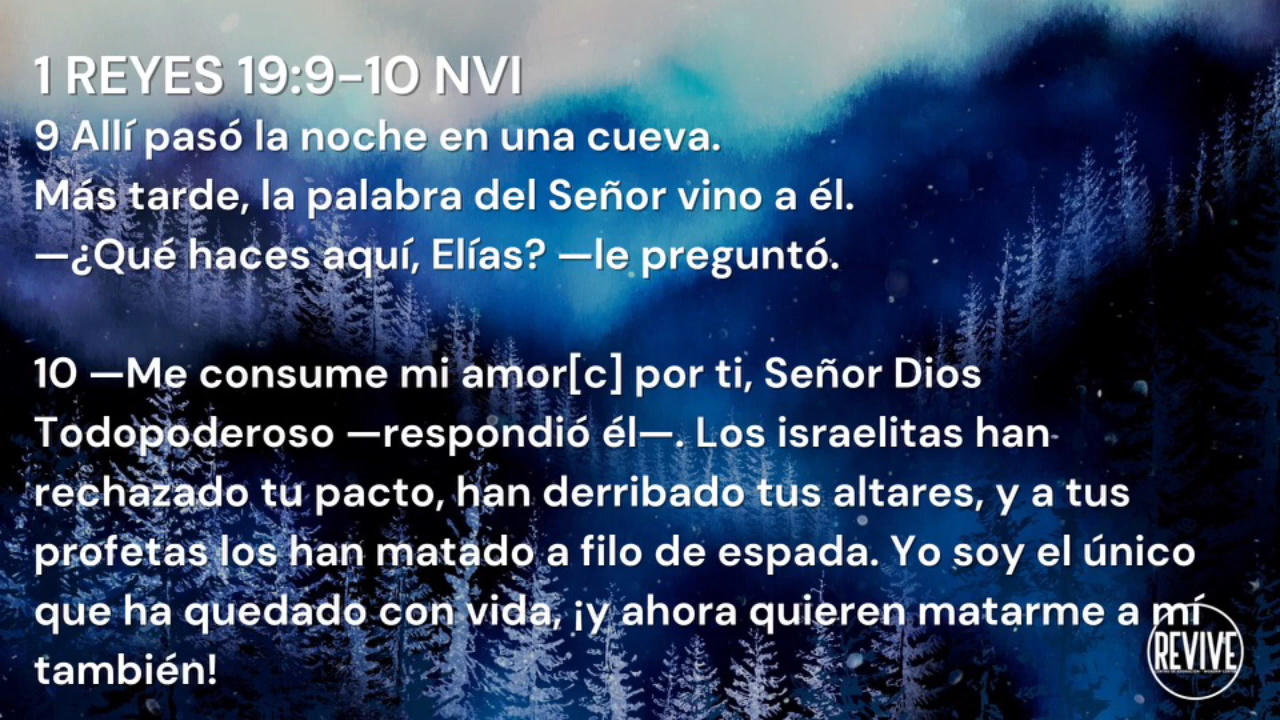 1 REYES 19:9-10 NVI
9 Allí pasó la noche en una cueva.
Más tarde, la palabra del Señor vino a él.
—¿Qué haces aquí, Elías? —le preguntó.
10 —Me consume mi amor[c] por ti, Señor Dios
Todopoderoso —respondió él—. Los israelitas han
rechazado tu pacto, han derribado tus altares, y a tus
profetas los han matado a filo de espada. Yo soy el único
que ha quedado con vida, ¡y ahora quieren matarme a mí
también!
REVIVE